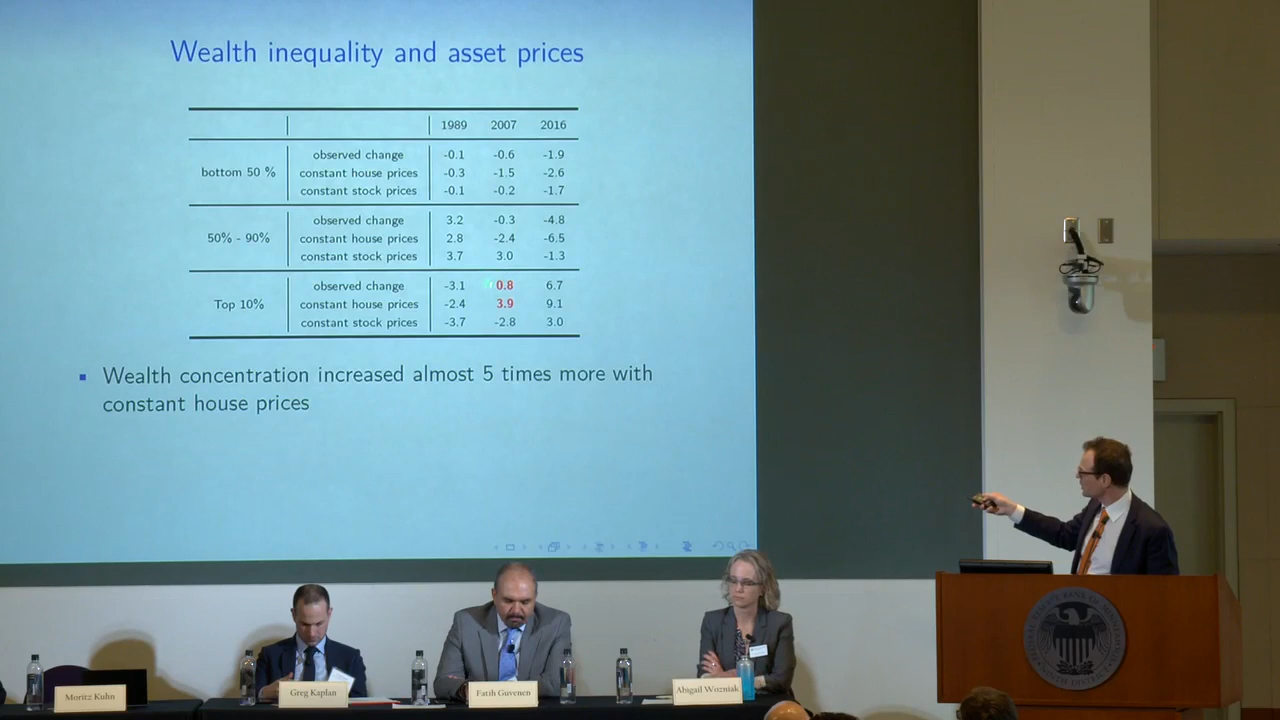 Wealth inequality and asset prices
1989 2007 2016
bottom 50 %
observed change -0.1 -0.6 -1.9
constant house prices -0.3 -1.5 -2.6
constant stock prices -0.1 -0.2 -1.7
50% - 90%
observed change 3.2 -0.3 -4.8
constant house prices 2.8 -2.4 -6.5
constant stock prices 3.7 3.0 -1.3
Top 10%
observed change -3.1 0.8 6.7
constant house prices -2.4 3.9 9.1
constant stock prices -3.7 -2.8 3.0
Wealth concentration increased almost 5 times more with
constant house prices
Moritz Kuhn
Greg Kaplan
Fatih Guvenen
Abigail Wozniak